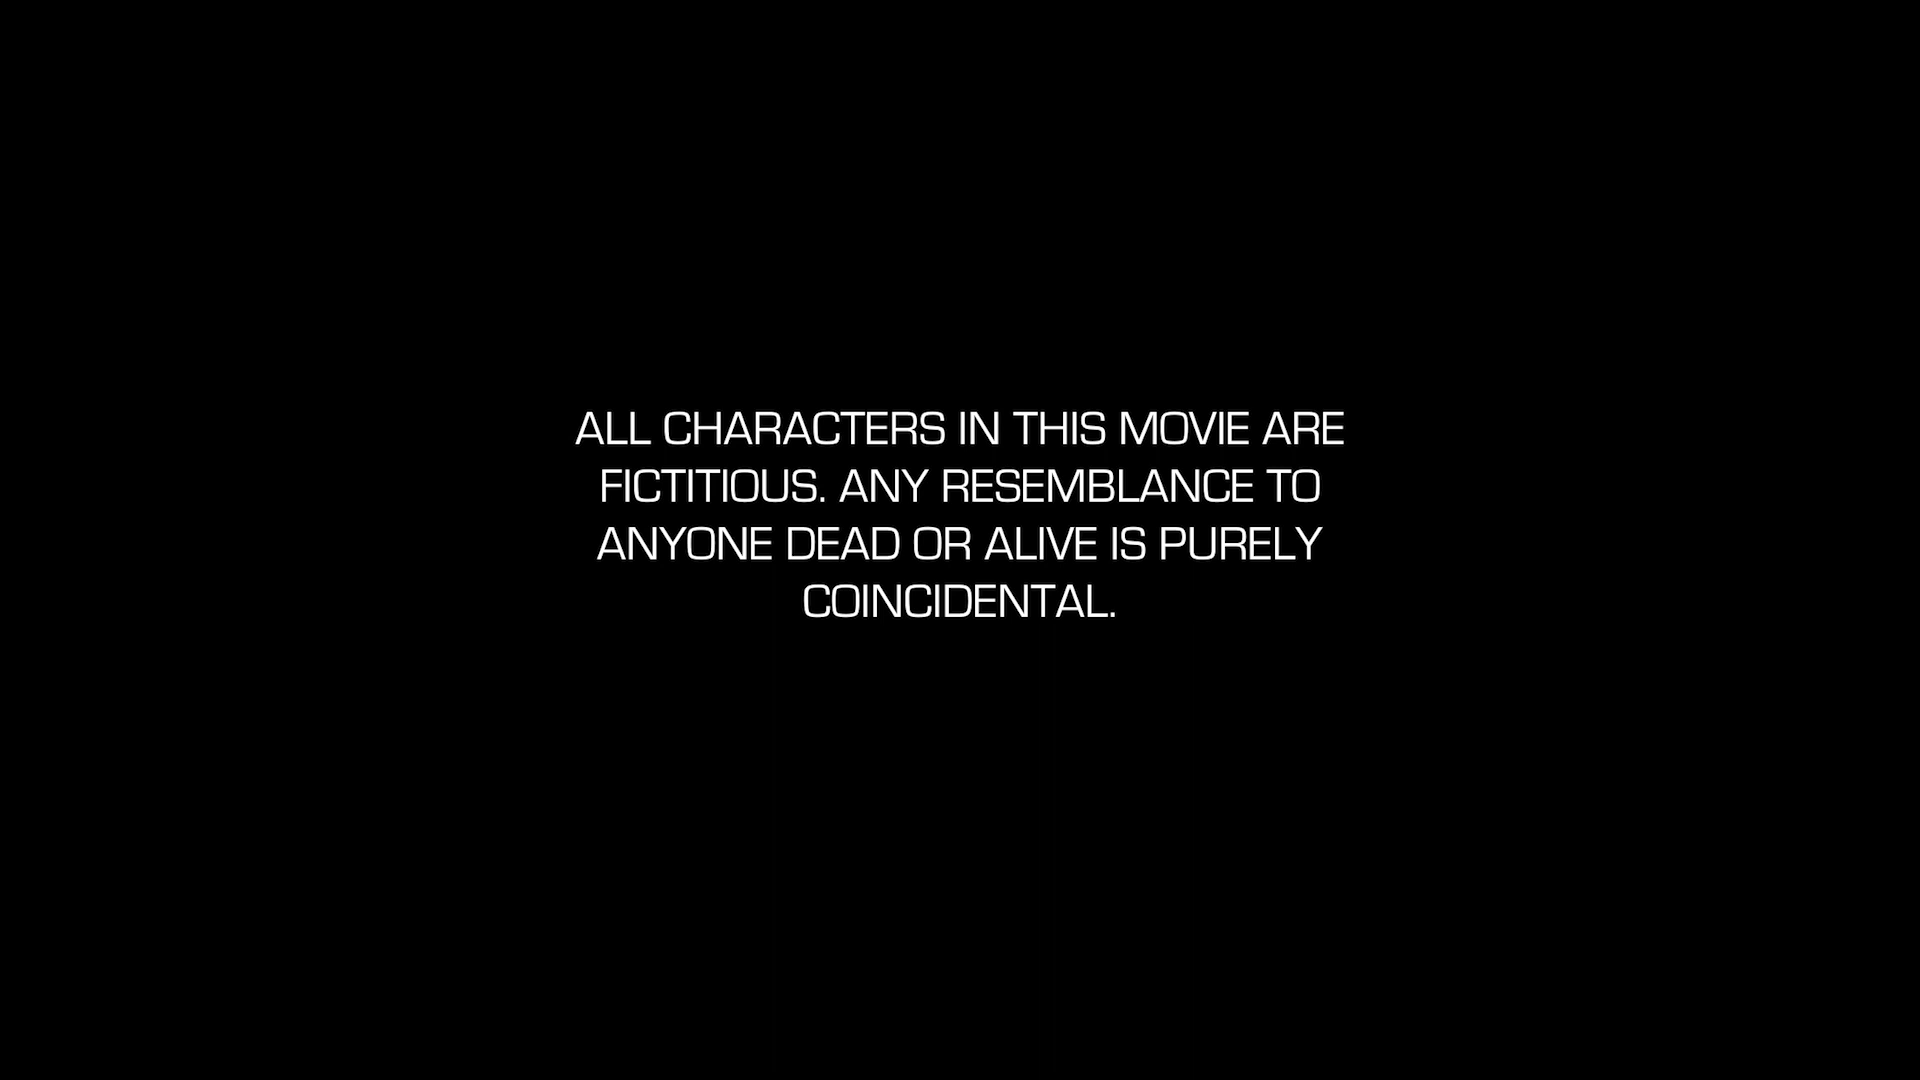 ALL CHARACTERS IN THIS MOVIE ARE
FICTITIOUS. ANY RESEMBLANCE TO
ANYONE DEAD OR ALIVE IS PURELY
COINCIDENTAL.